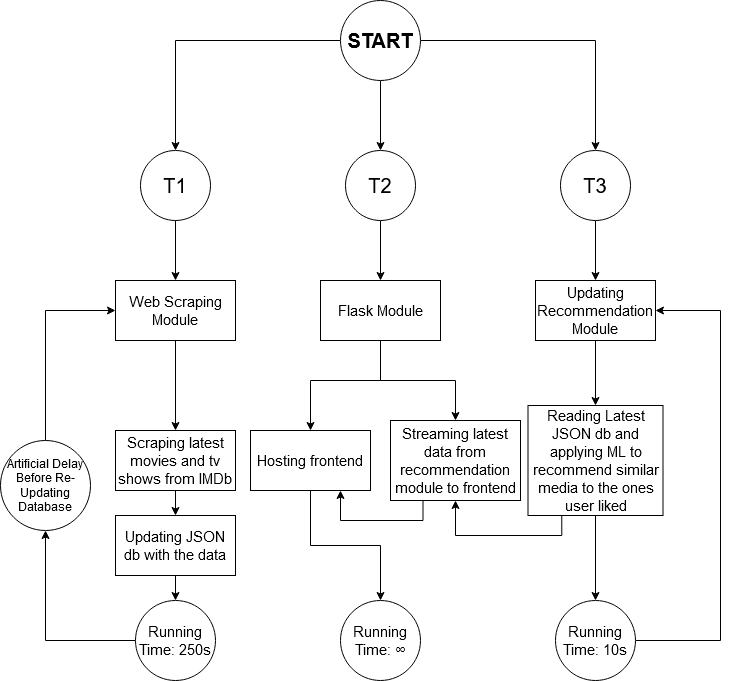 START
T1
T2
T3
Web Scraping
Module
Flask Module
Updating
Recommendation
Module
Artificial Delay
Before Re-
Updating
Database
Scraping latest
movies and tv
shows from IMDb
Hosting frontend
Streaming latest
data from
recommendation
module to frontend
Reading Latest
JSON db and
applying ML to
recommend similar
media to the ones
user liked
Updating JSON
db with the data
Running
Time: 250s
Running
Time: ∞
Running
Time: 10s